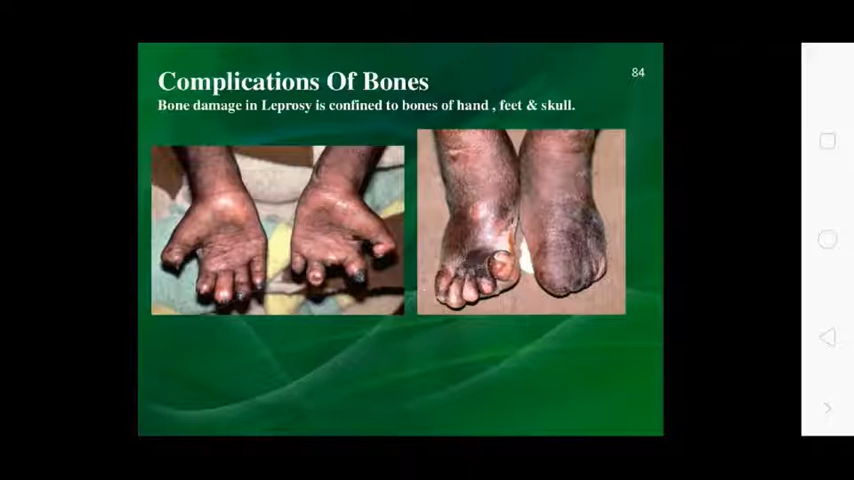 84
Complications Of Bones
Bone damage in Leprosy is confined to bones of hand , feet & skull.